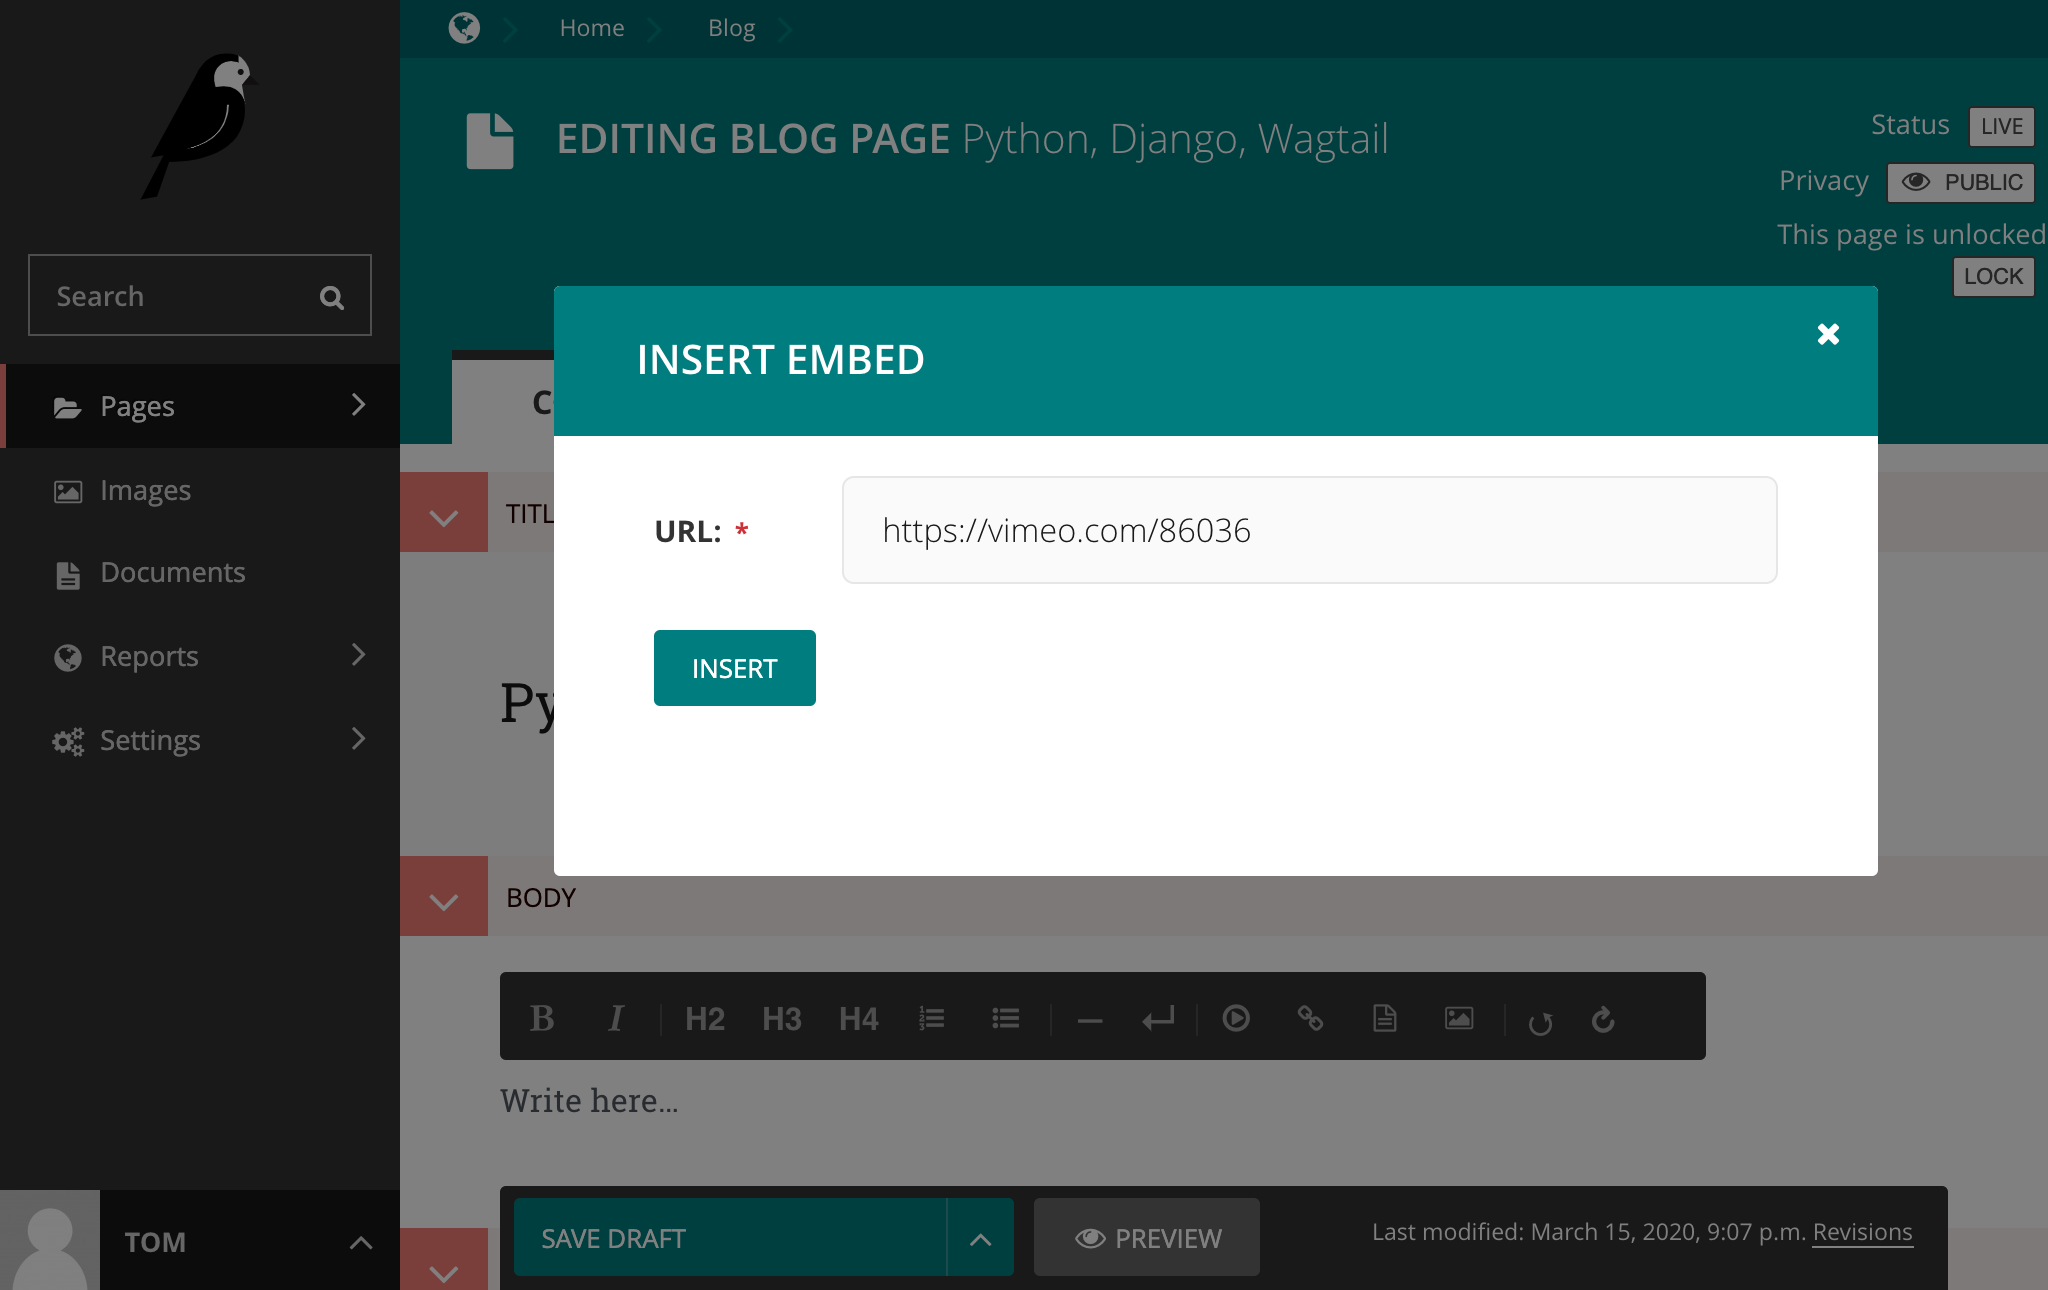 Home Blog
EDITING BLOG PAGE Python, Django, Wagtail
Status LIVE
Privacy PUBLIC
This page is unlocked
LOCK
Search
Pages
Images
Documents
Reports
Settings
TOM
INSERT EMBED
URL: *
https://vimeo.com/86036
INSERT
C
TITL
Py
BODY
B I H2 H3 H4
Write here...
SAVE DRAFT
PREVIEW
Last modified: March 15, 2020, 9:07 p.m. Revisions